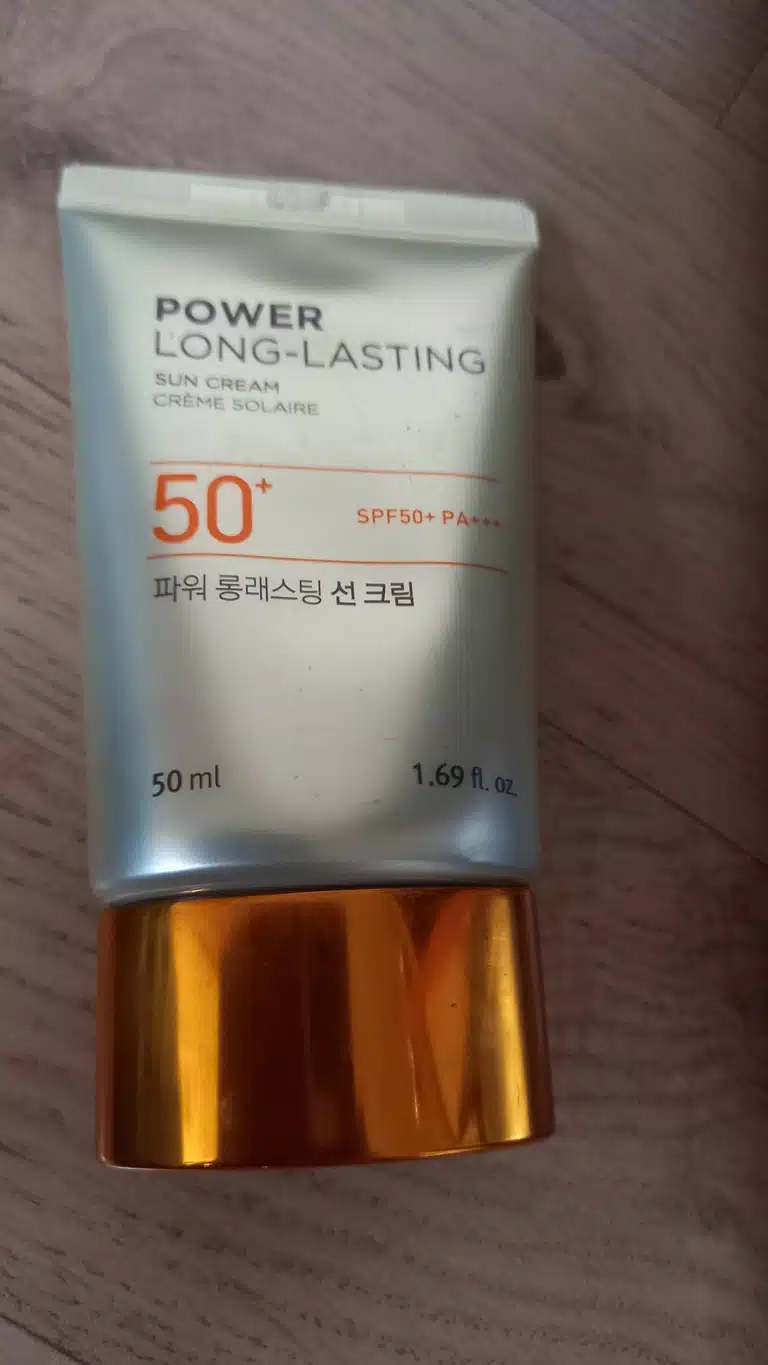 POWER
LONG-LASTING
SUN CREAM
CRÈME SOLAIRE
50+
SPF50+ PA+++
파워 롱래스팅 선 크림
50 ml
1.69 fl. oz.